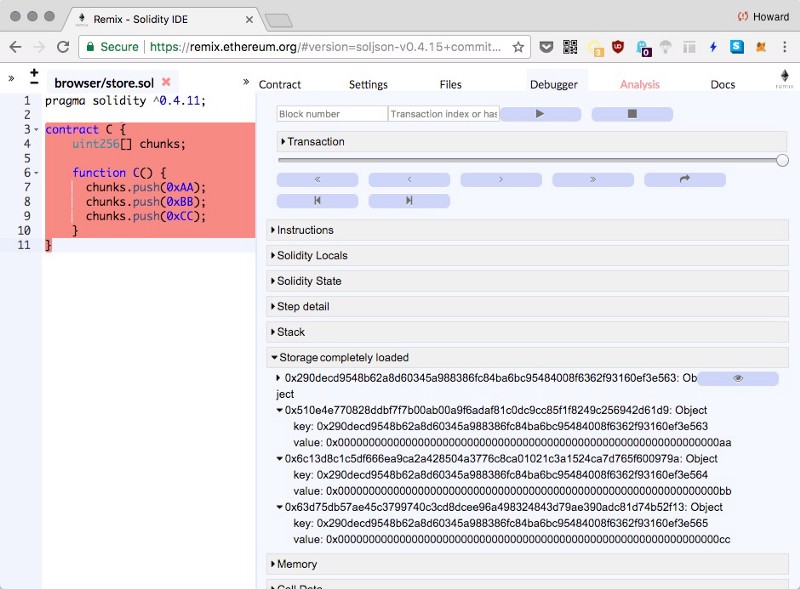 Remix - Solidity IDE
Howard
Secure
https://remix.ethereum.org/#version=soljson-v0.4.15+commit...
browser/store.sol
Contract
Settings
Files
Debugger
Analysis
Docs
remix
1 pragma solidity ^0.4.11;
2
3 contract C {
4 uint256[] chunks;
5
6 function C() {
7 chunks.push(0xAA);
8 chunks.push(0xBB);
9 chunks.push(0xCC);
10 }
11 }
Block number
Transaction index or has
Transaction
Instructions
Solidity Locals
Solidity State
Step detail
Stack
Storage completely loaded
0x290decd9548b62a8d60345a988386fc84ba6bc95484008f6362f93160ef3e563: Ob
ject
0x510e4e770828ddbf7f7b00ab00a9f6adaf81c0dc9cc85f1f8249c256942d61d9: Object
key: 0x290decd9548b62a8d60345a988386fc84ba6bc95484008f6362f93160ef3e563
value: 0x00000000000000000000000000000000000000000000000000000000000000aa
0x6c13d8c1c5df666ea9ca2a428504a3776c8ca01021c3a1524ca7d765f600979a: Object
key: 0x290decd9548b62a8d60345a988386fc84ba6bc95484008f6362f93160ef3e564
value: 0x00000000000000000000000000000000000000000000000000000000000000bb
0x63d75db57ae45c3799740c3cd8dcee96a498324843d79ae390adc81d74b52f13: Object
key: 0x290decd9548b62a8d60345a988386fc84ba6bc95484008f6362f93160ef3e565
value: 0x00000000000000000000000000000000000000000000000000000000000000cc
Memory
Call Data